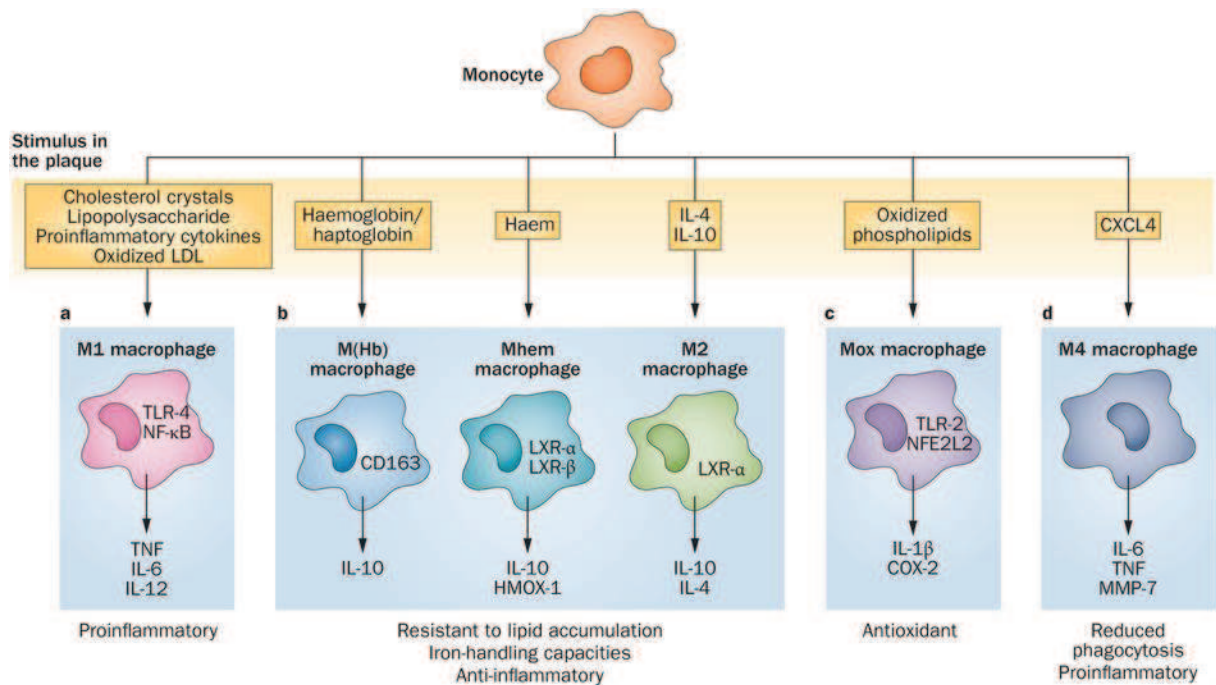 Monocyte
Stimulus in
the plaque
Cholesterol crystals
Lipopolysaccharide
Proinflammatory cytokines
Oxidized LDL
Haemoglobin/
haptoglobin
Haem
IL-4
IL-10
Oxidized
phospholipids
CXCL4
a
M1 macrophage
TLR-4
NF-κB
TNF
IL-6
IL-12
Proinflammatory
b
M(Hb)
macrophage
CD163
IL-10
Mhem
macrophage
LXR-α
LXR-β
IL-10
HMOX-1
M2
macrophage
LXR-α
IL-10
IL-4
Resistant to lipid accumulation
Iron-handling capacities
Anti-inflammatory
c
Mox macrophage
TLR-2
NFE2L2
IL-1β
COX-2
Antioxidant
d
M4 macrophage
IL-6
TNF
MMP-7
Reduced
phagocytosis
Proinflammatory